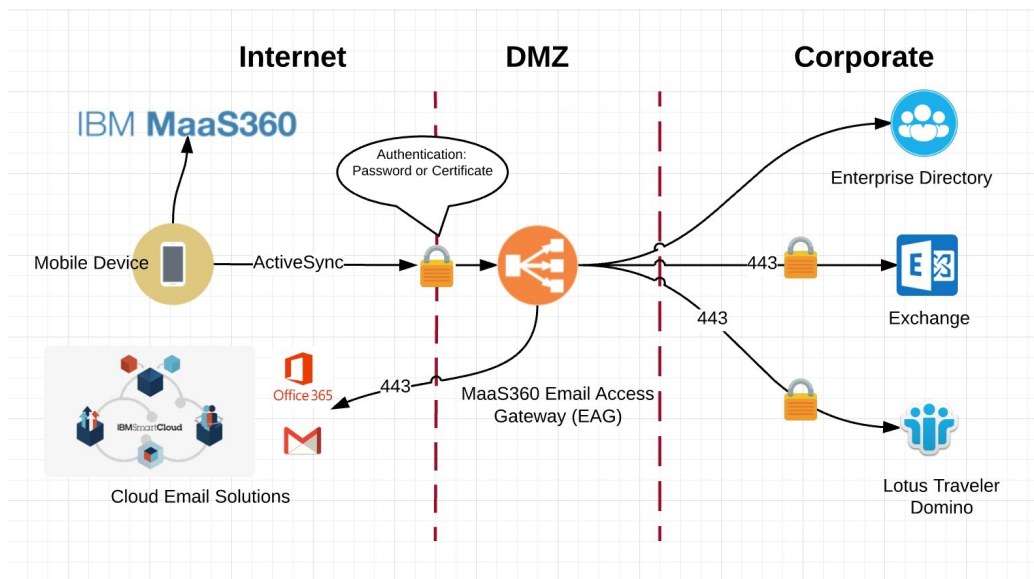 Internet
DMZ
Corporate
IBM MaaS360
Authentication:
Password or Certificate
Enterprise Directory
Mobile Device
ActiveSync
443
E
Exchange
443
443
Office 365
IBMSmartCloud
MaaS360 Email Access
Gateway (EAG)
Cloud Email Solutions
Lotus Traveler
Domino